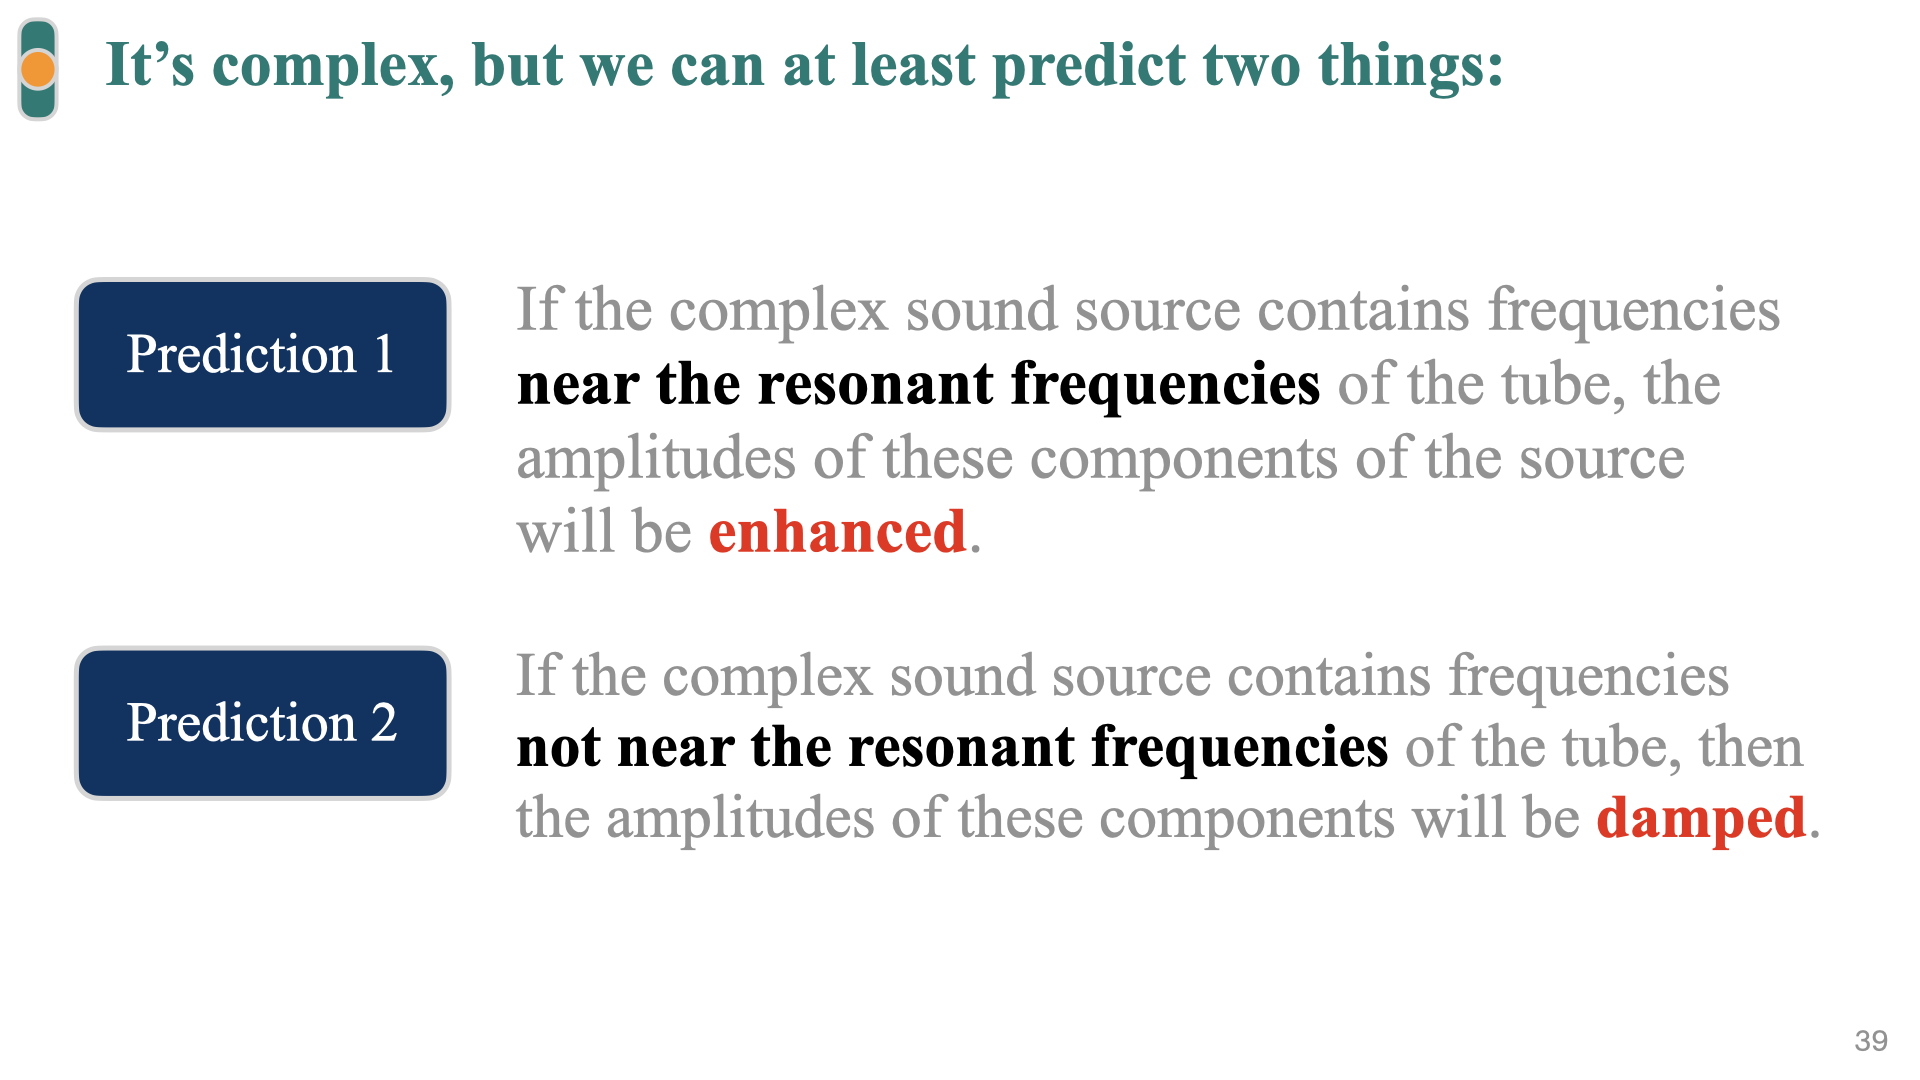 It’s complex, but we can at least predict two things:
Prediction 1
If the complex sound source contains frequencies
near the resonant frequencies of the tube, the
amplitudes of these components of the source
will be enhanced.
Prediction 2
If the complex sound source contains frequencies
not near the resonant frequencies of the tube, then
the amplitudes of these components will be damped.
39